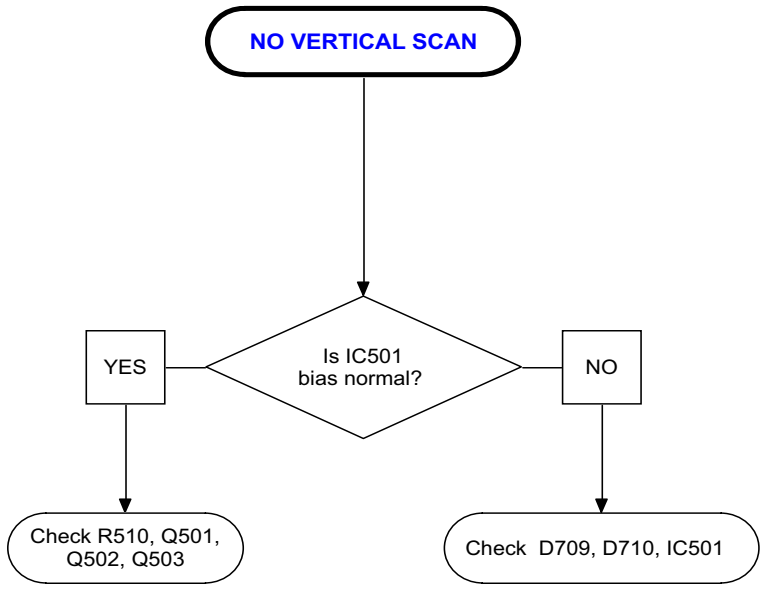 NO VERTICAL SCAN
Is IC501
bias normal?
YES
NO
Check R510, Q501,
Q502, Q503
Check D709, D710, IC501